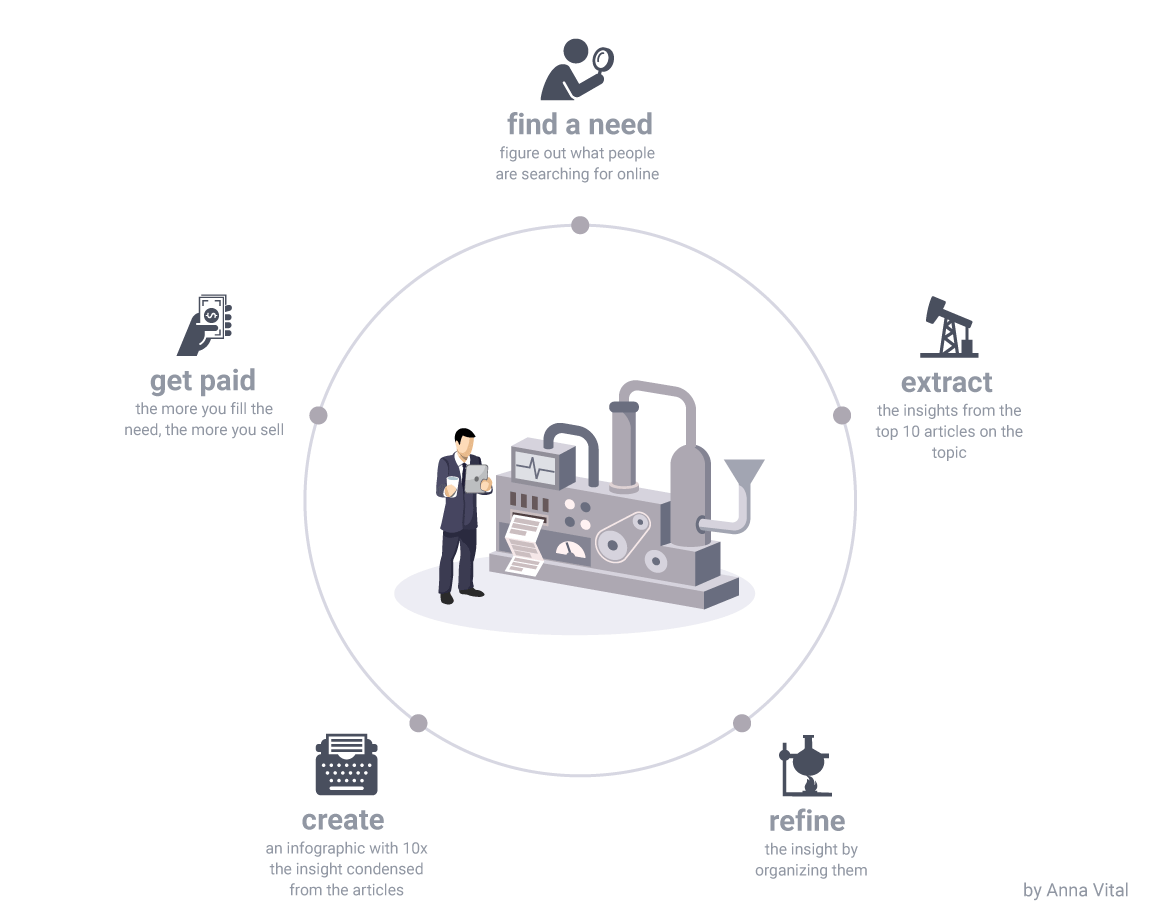 find a need
figure out what people
are searching for online
extract
the insights from the
top 10 articles on the
topic
refine
the insight by
organizing them
create
an infographic with 10x
the insight condensed
from the articles
get paid
the more you fill the
need, the more you sell
by Anna Vital